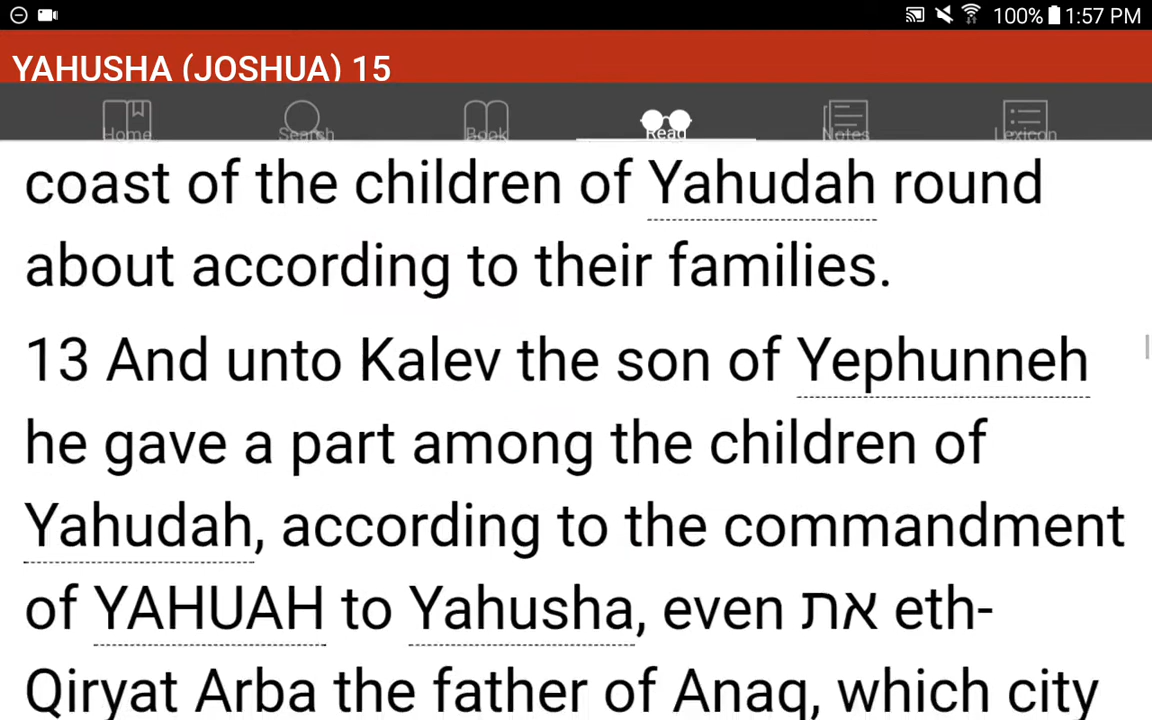 100% 1:57 PM
YAHUSHA (JOSHUA) 15
Home Search Book Read Notes Lexicon
coast of the children of Yahudah round
about according to their families.
13 And unto Kalev the son of Yephunneh
he gave a part among the children of
Yahudah, according to the commandment
of YAHUAH to Yahusha, even את eth-
Qiryat Arba the father of Anaq, which city